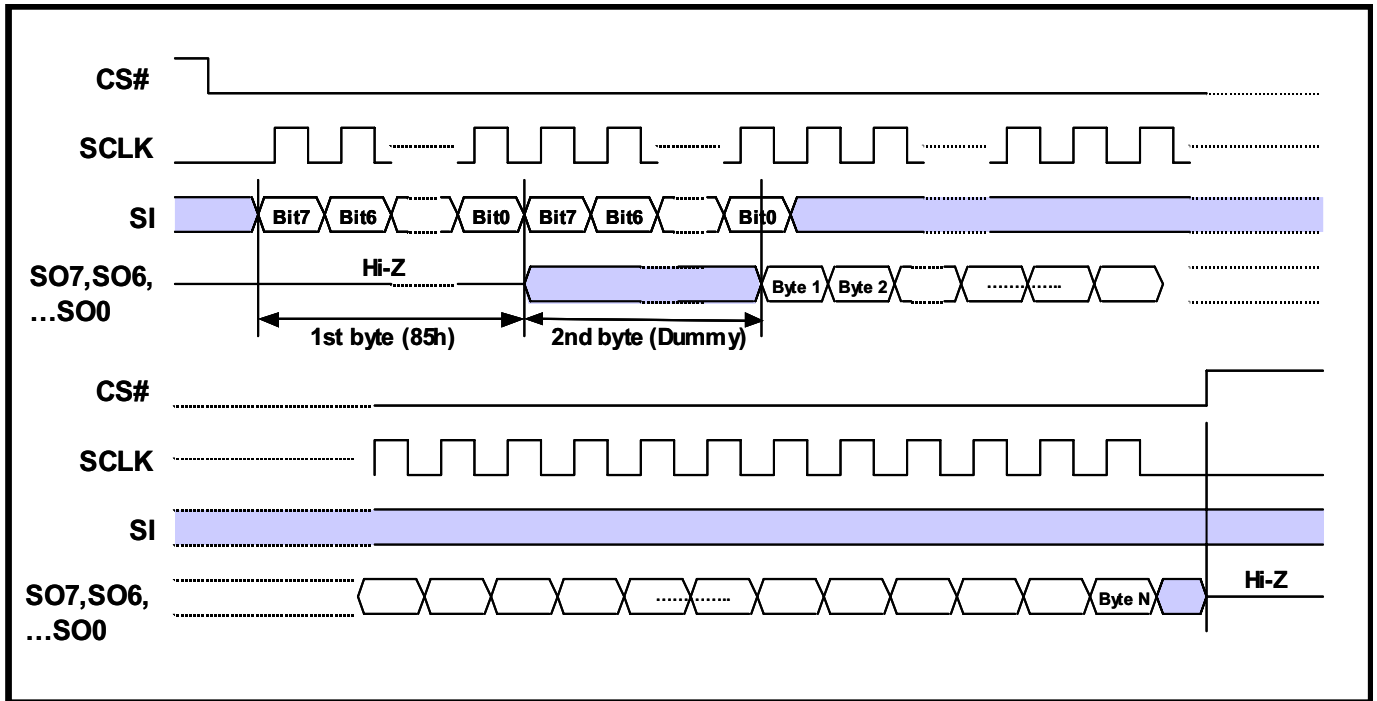 CS#
SCLK
SI Bit7 Bit6 Bit0 Bit7 Bit6 Bit0
SO7,SO6, Hi-Z
...SO0 Byte 1 Byte 2
1st byte (85h) 2nd byte (Dummy)
CS#
SCLK
SI
SO7,SO6, Byte N Hi-Z
...SO0